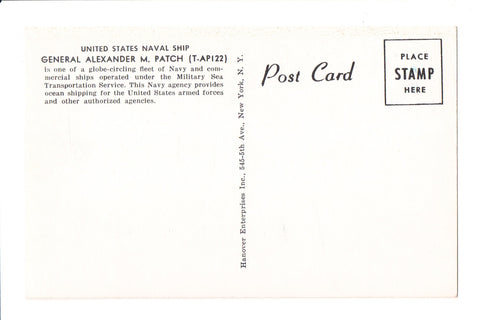 UNITED STATES NAVAL SHIP
GENERAL ALEXANDER M. PATCH (T-AP122)
is one of a globe-circling fleet of Navy and com-
mercial ships operated under the Military Sea
Transportation Service. This Navy agency provides
ocean shipping for the United States armed forces
and other authorized agencies.
Hanover Enterprises Inc., 545-5th Ave., New York, N. Y.
Post Card
PLACE
STAMP
HERE